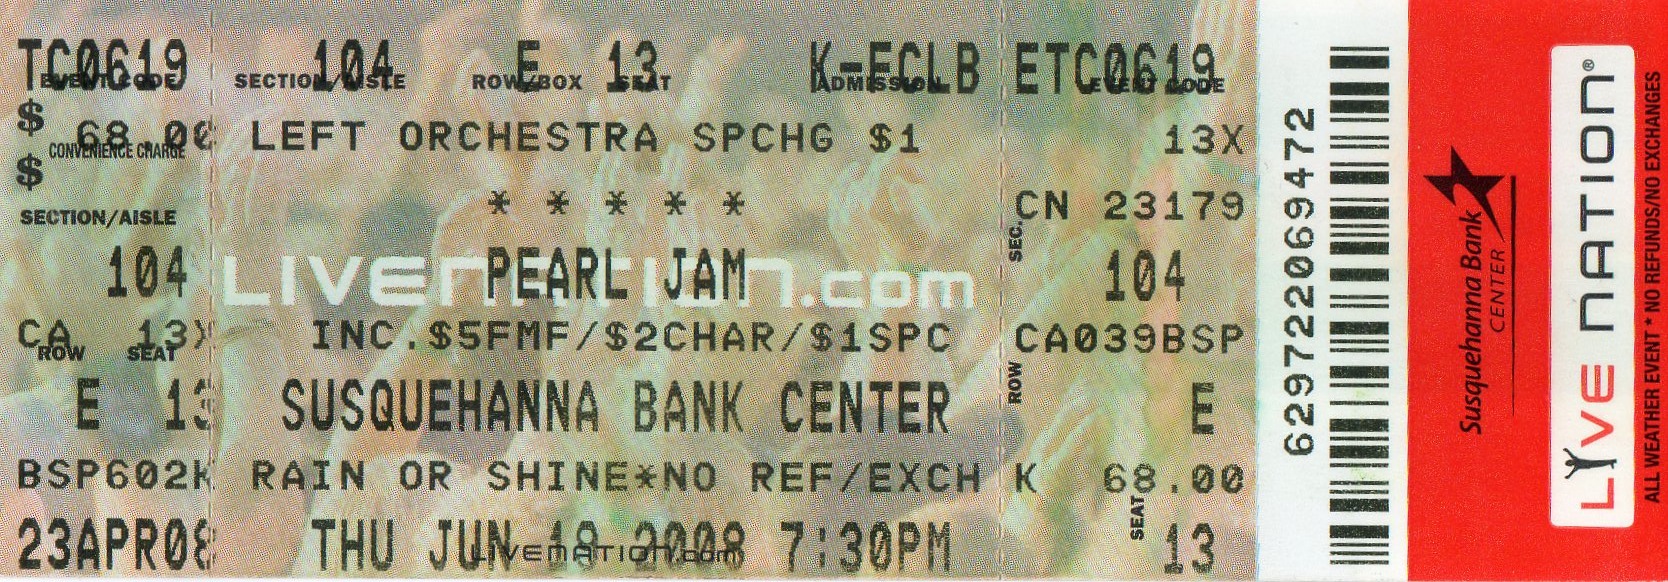 TC0619 104 E 13 K-FCLB ETC0619
EVENT CODE SECTION/AISLE ROW/BOX SEAT ADMISSION EVENT CODE
$ 68.00 LEFT ORCHESTRA SPCHG $1 13X
CONVENIENCE CHARGE
$ * * * * * CN 23179
SECTION/AISLE SEC.
104 PEARL JAM 104
LIVENATION.com
CA 13X INC.$5FMF/$2CHAR/$1SPC CA039BSP
ROW SEAT ROW
E 13 SUSQUEHANNA BANK CENTER E
BSP602K RAIN OR SHINE*NO REF/EXCH K 68.00
SEAT
23APR08 THU JUN 19 2008 7:30PM 13
LIVENATION.com
629722069472
Susquehanna Bank
CENTER
LIVE NATION®
ALL WEATHER EVENT * NO REFUNDS/NO EXCHANGES